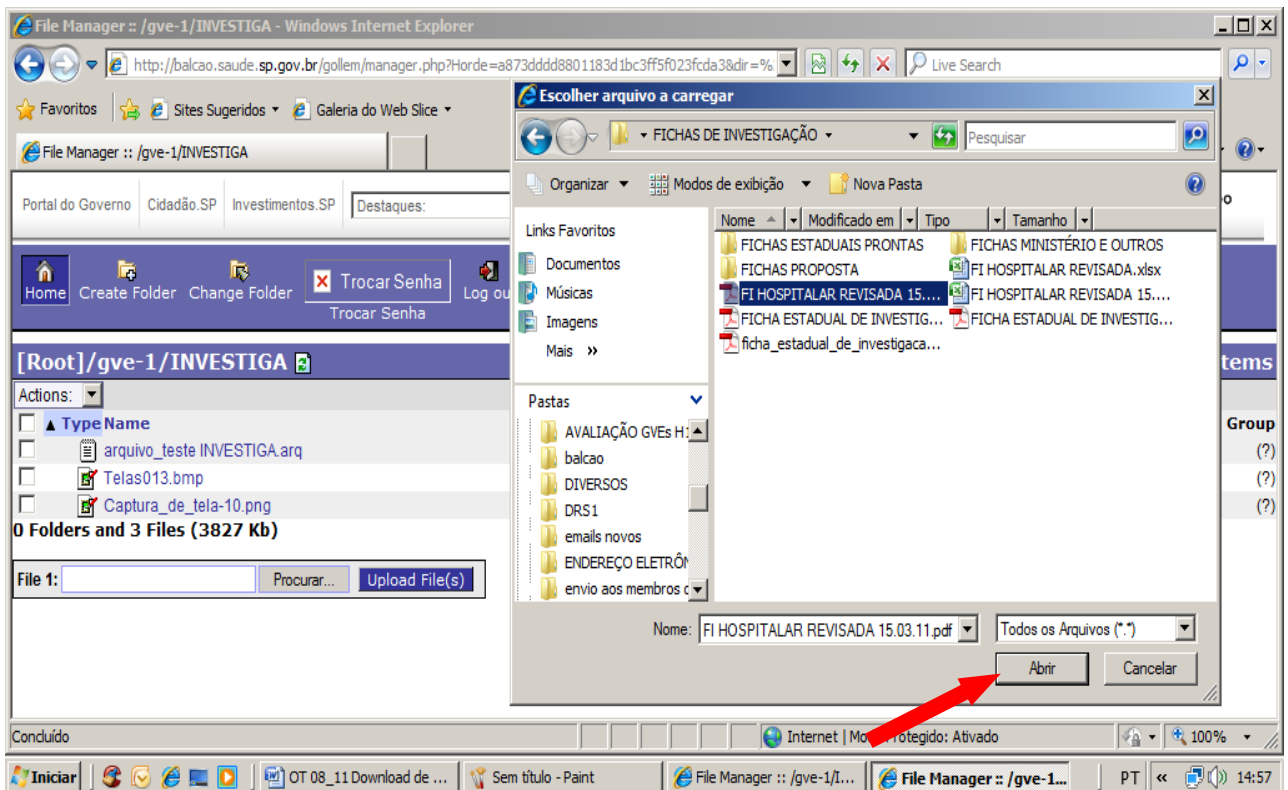 File Manager :: /gve-1/INVESTIGA - Windows Internet Explorer
http://balcao.saude.sp.gov.br/gollem/manager.php?Horde=a873dddd8801183d1bc3ff5f023fcda3&dir=%
Live Search
Favoritos
Sites Sugeridos
Galeria do Web Slice
File Manager :: /gve-1/INVESTIGA
Portal do Governo
Cidadão.SP
Investimentos.SP
Destaques:
Home
Create Folder
Change Folder
Trocar Senha
Log ou
Trocar Senha
[Root]/gve-1/INVESTIGA
tems
Actions:
Type Name
Group
arquivo_teste INVESTIGA.arq
(?)
Telas013.bmp
(?)
Captura_de_tela-10.png
(?)
0 Folders and 3 Files (3827 Kb)
File 1:
Procurar...
Upload File(s)
Escolher arquivo a carregar
FICHAS DE INVESTIGAÇÃO
Pesquisar
Organizar
Modos de exibição
Nova Pasta
Links Favoritos
Documentos
Músicas
Imagens
Mais »
Pastas
AVALIAÇÃO GVEs H1
balcao
DIVERSOS
DRS1
emails novos
ENDEREÇO ELETRÔN
envio aos membros d
Nome Modificado em Tipo Tamanho
FICHAS ESTADUAIS PRONTAS
FICHAS MINISTÉRIO E OUTROS
FICHAS PROPOSTA
FI HOSPITALAR REVISADA.xlsx
FI HOSPITALAR REVISADA 15....
FI HOSPITALAR REVISADA 15....
FICHA ESTADUAL DE INVESTIG...
FICHA ESTADUAL DE INVESTIG...
ficha_estadual_de_investigaca...
Nome:
FI HOSPITALAR REVISADA 15.03.11.pdf
Todos os Arquivos (*.*)
Abrir
Cancelar
Concluído
Internet | Mo
rotegido: Ativado
100%
Iniciar
OT 08_11 Download de ...
Sem título - Paint
File Manager :: /gve-1/I...
File Manager :: /gve-1...
PT
«
14:57